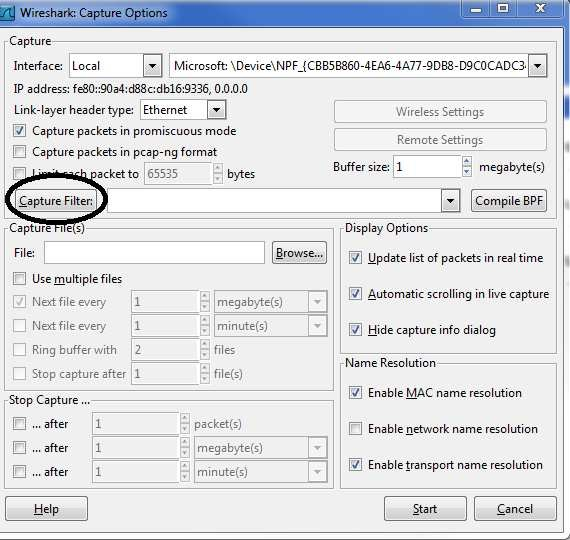 Wireshark: Capture Options
Capture
Interface: Local Microsoft: \Device\NPF_{CBB5B860-4EA6-4A77-9DB8-D9C0CADC34
IP address: fe80::90a4:d88c:db16:9336, 0.0.0.0
Link-layer header type: Ethernet
Wireless Settings
Capture packets in promiscuous mode
Remote Settings
Capture packets in pcap-ng format
Limit each packet to 65535 bytes
Buffer size: 1 megabyte(s)
Capture Filter: Compile BPF
Capture File(s)
File: Browse...
Use multiple files
Next file every 1 megabyte(s)
Next file every 1 minute(s)
Ring buffer with 2 files
Stop capture after 1 file(s)
Stop Capture ...
... after 1 packet(s)
... after 1 megabyte(s)
... after 1 minute(s)
Display Options
Update list of packets in real time
Automatic scrolling in live capture
Hide capture info dialog
Name Resolution
Enable MAC name resolution
Enable network name resolution
Enable transport name resolution
Help Start Cancel